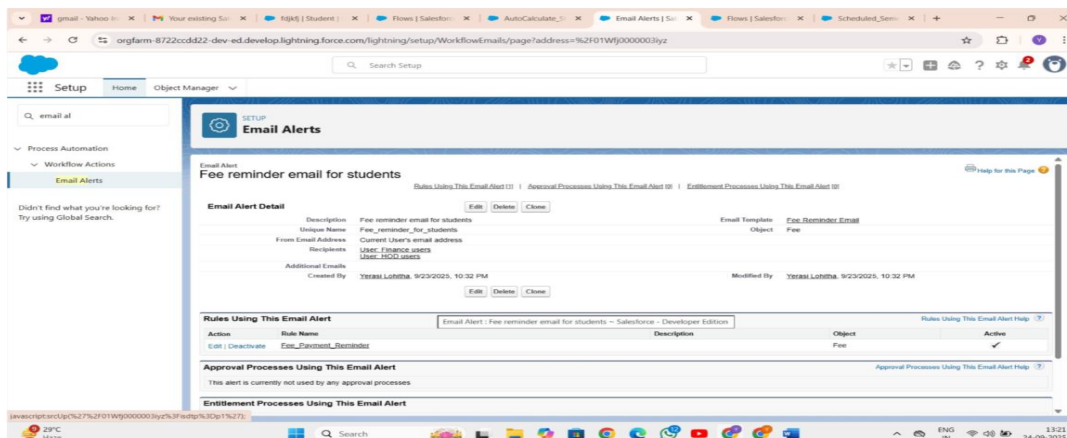 gmail - Yahoo
Your existing Sa
fdjkfj | Student
Flows | Salesfor
AutoCalculate_S
Email Alerts | Sa
Flows | Salesfor
Scheduled_Sem
orgfarm-8722ccdd22-dev-ed.develop.lightning.force.com/lightning/setup/WorkflowEmails/page?address=%2F01Wfj0000003iyz
Search Setup
2
Setup Home Object Manager
email al
Process Automation
Workflow Actions
Email Alerts
Didn't find what you're looking for?
Try using Global Search.
SETUP
Email Alerts
Email Alert
Fee reminder email for students
Help for this Page
Rules Using This Email Alert [1] | Approval Processes Using This Email Alert [0] | Entitlement Processes Using This Email Alert [0]
Email Alert Detail Edit Delete Clone
Description Fee reminder email for students Email Template Fee Reminder Email
Unique Name Fee_reminder_for_students Object Fee
From Email Address Current User's email address
Recipients User: Finance users
User: HOD users
Additional Emails
Created By Yerasi Lohitha, 9/23/2025, 10:32 PM Modified By Yerasi Lohitha, 9/23/2025, 10:32 PM
Edit Delete Clone
Rules Using This Email Alert Rules Using This Email Alert Help ?
Email Alert : Fee reminder email for students ~ Salesforce - Developer Edition
Action Rule Name Description Object Active
Edit | Deactivate Fee_Payment_Reminder Fee ✓
Approval Processes Using This Email Alert Approval Processes Using This Email Alert Help ?
This alert is currently not used by any approval processes
Entitlement Processes Using This Email Alert
javascript:srcUp(%27%2F01Wfj0000003iyz%3Fisdtp%3Dp1%27);
29°C
Search
ENG
IN
13:21
24-09-2025